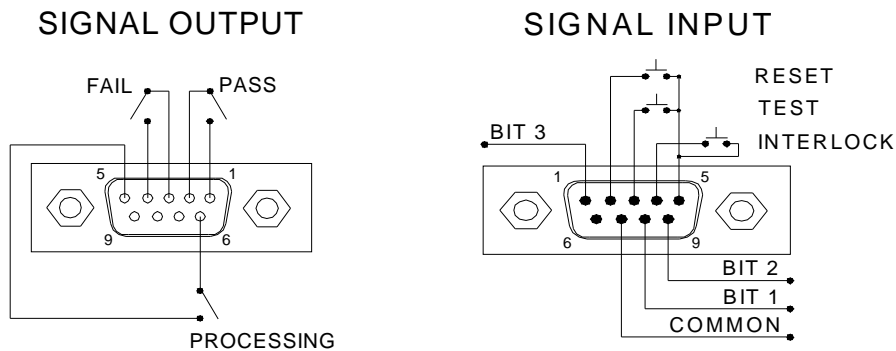 SIGNAL OUTPUT
FAIL
PASS
5
1
9
6
PROCESSING
SIGNAL INPUT
RESET
TEST
INTERLOCK
BIT 3
1
5
6
9
BIT 2
BIT 1
COMMON